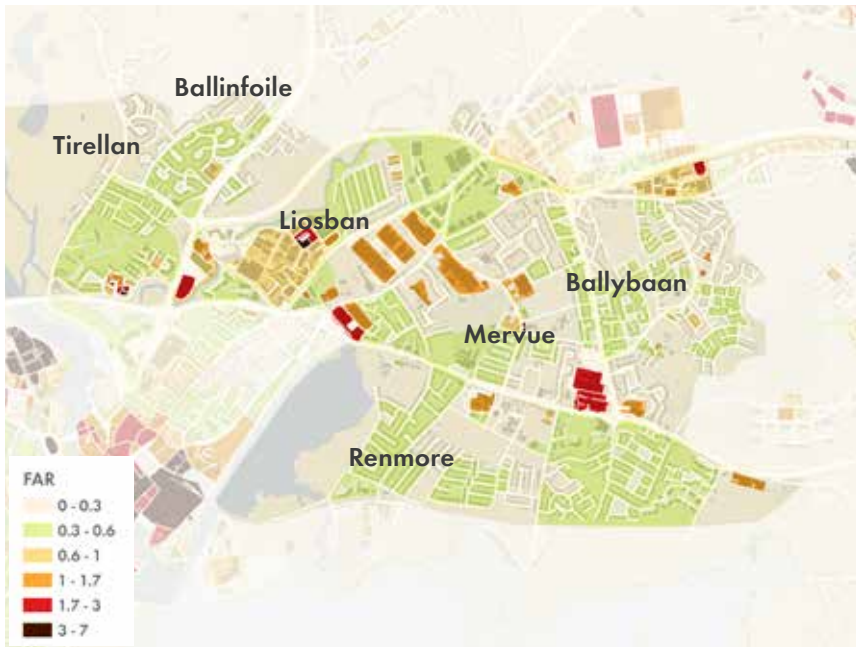 Ballinfoile
Tirellan
Liosban
Ballybaan
Mervue
Renmore
FAR
0 - 0.3
0.3 - 0.6
0.6 - 1
1 - 1.7
1.7 - 3
3 - 7